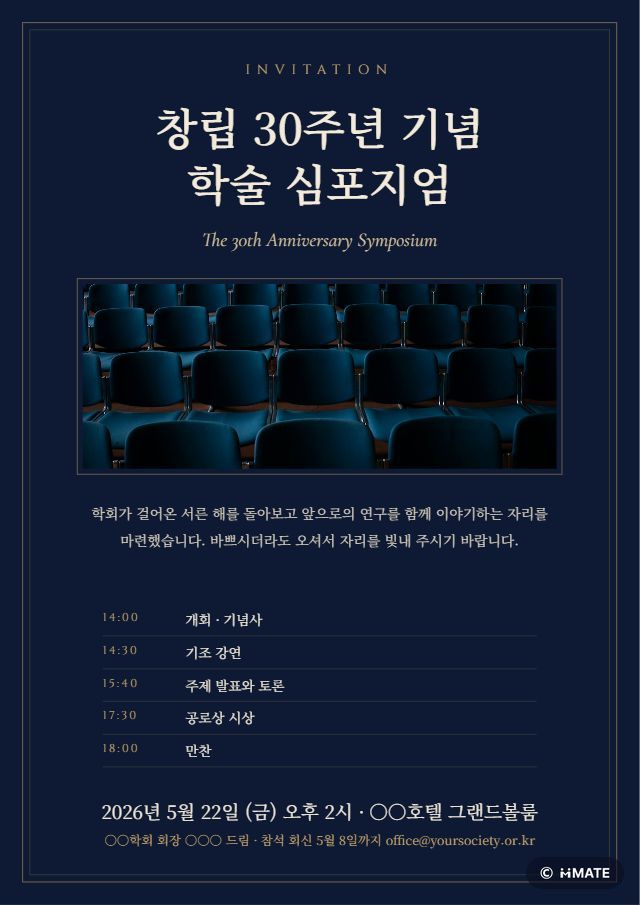 INVITATION
창립 30주년 기념
학술 심포지엄
The 30th Anniversary Symposium
학회가 걸어온 서른 해를 돌아보고 앞으로의 연구를 함께 이야기하는 자리를
마련했습니다. 바쁘시더라도 오셔서 자리를 빛내 주시기 바랍니다.
14:00 개회 · 기념사
14:30 기조 강연
15:40 주제 발표와 토론
17:30 공로상 시상
18:00 만찬
2026년 5월 22일 (금) 오후 2시 · 〇〇호텔 그랜드볼룸
〇〇학회 회장 〇〇〇 드림 · 참석 회신 5월 8일까지 office@yoursociety.or.kr
© MMATE